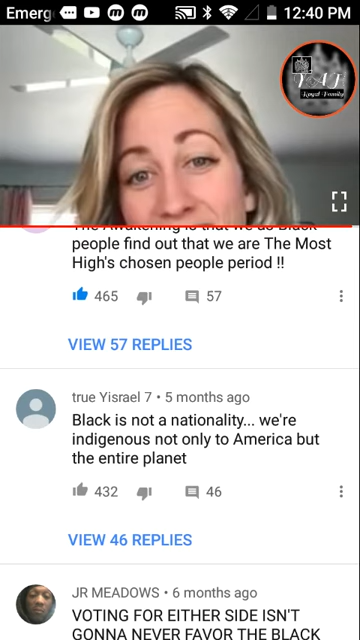 Emerg
12:40 PM
YAF
Royal Family
The Awakening is that we as Black
people find out that we are The Most
High's chosen people period !!
465
57
VIEW 57 REPLIES
true Yisrael 7 • 5 months ago
Black is not a nationality... we're
indigenous not only to America but
the entire planet
432
46
VIEW 46 REPLIES
JR MEADOWS • 6 months ago
VOTING FOR EITHER SIDE ISN'T
GONNA NEVER FAVOR THE BLACK